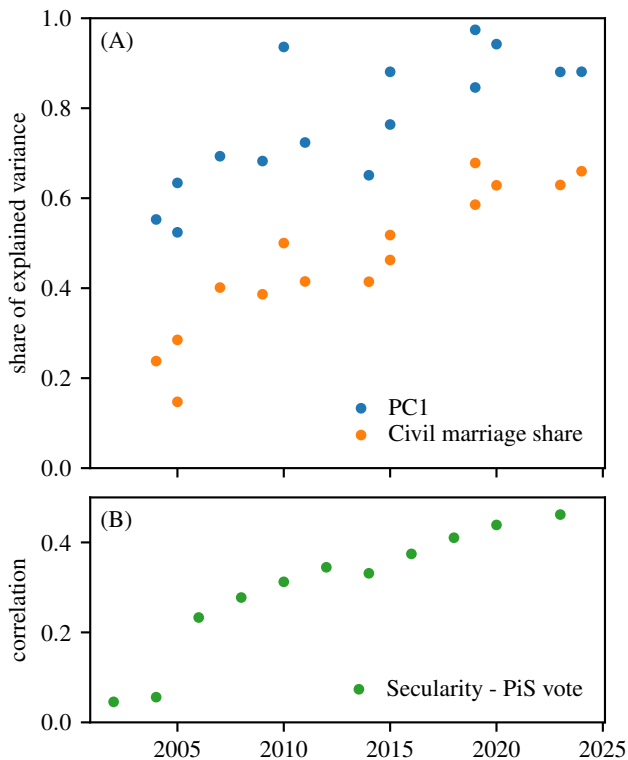 (A)
1.0
0.8
0.6
0.4
0.2
0.0
share of explained variance
PC1
Civil marriage share
(B)
0.4
0.2
0.0
correlation
Secularity - PiS vote
2005
2010
2015
2020
2025